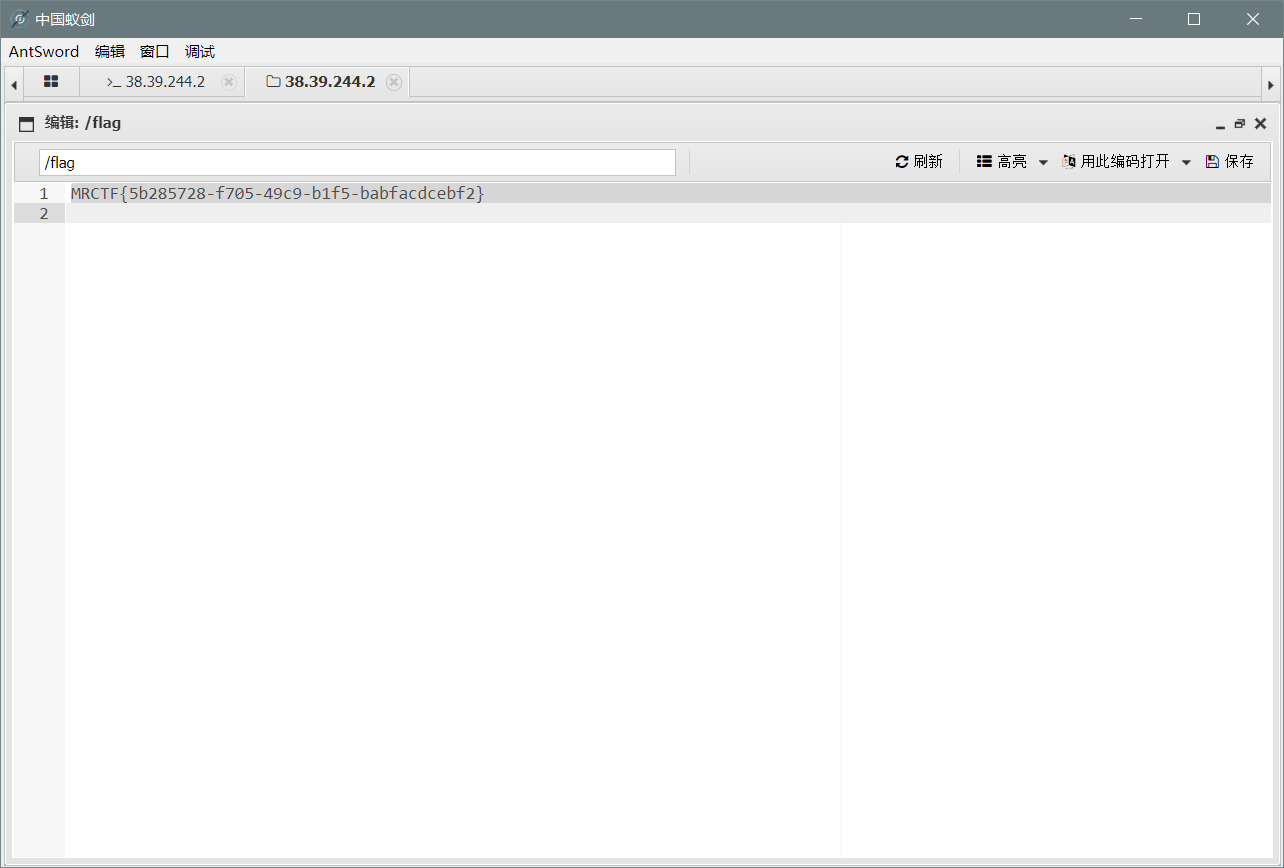 中国蚁剑
AntSword 编辑 窗口 调试
>_ 38.39.244.2 38.39.244.2
编辑: /flag
/flag 刷新 高亮 用此编码打开 保存
1 MRCTF{5b285728-f705-49c9-b1f5-babfacdcebf2}
2